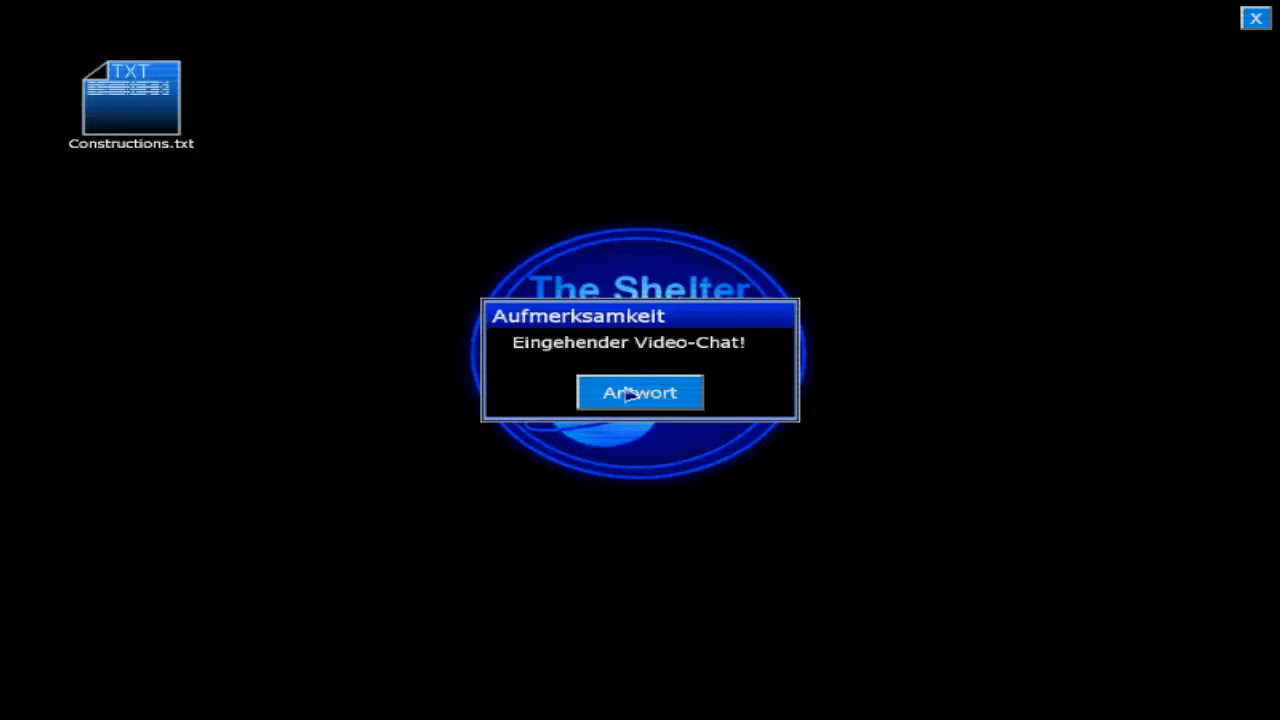 X
TXT
Constructions.txt
The Shelter
Aufmerksamkeit
Eingehender Video-Chat!
Antwort